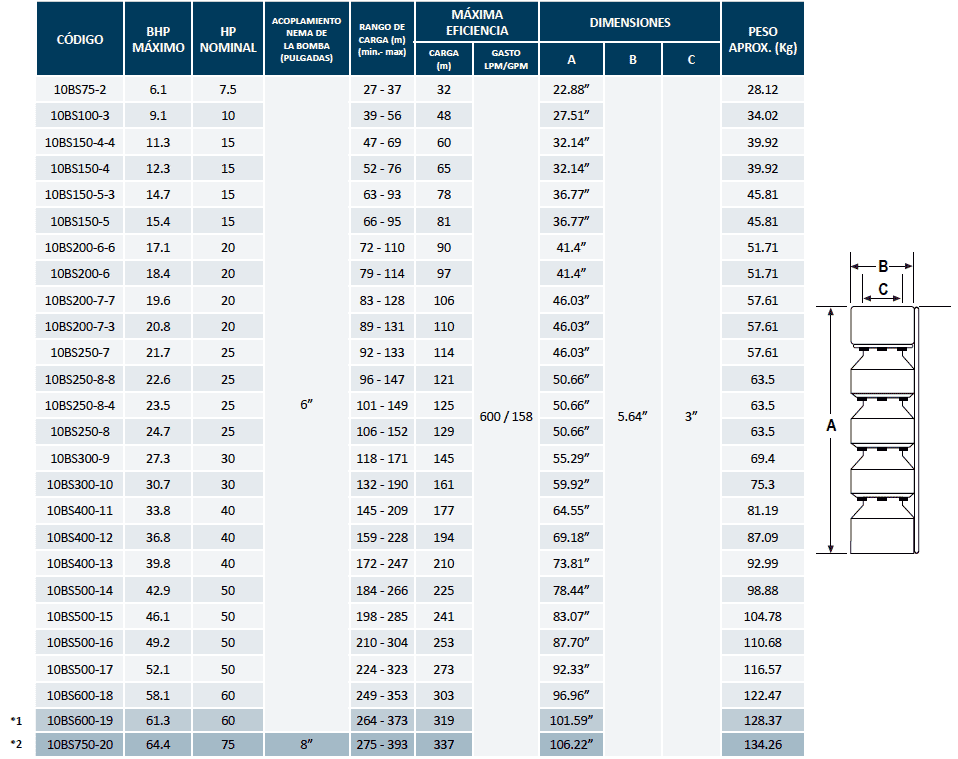 CÓDIGO BHP MÁXIMO HP NOMINAL ACOPLAMIENTO NEMA DE LA BOMBA (PULGADAS) RANGO DE CARGA (m) (min.- max) MÁXIMA EFICIENCIA DIMENSIONES PESO APROX. (Kg)
CARGA (m) GASTO LPM/GPM A B C
10BS75-2 6.1 7.5 27 - 37 32 22.88” 28.12
10BS100-3 9.1 10 39 - 56 48 27.51” 34.02
10BS150-4-4 11.3 15 47 - 69 60 32.14” 39.92
10BS150-4 12.3 15 52 - 76 65 32.14” 39.92
10BS150-5-3 14.7 15 63 - 93 78 36.77” 45.81
10BS150-5 15.4 15 66 - 95 81 36.77” 45.81
10BS200-6-6 17.1 20 72 - 110 90 41.4” 51.71
10BS200-6 18.4 20 79 - 114 97 41.4” 51.71
10BS200-7-7 19.6 20 83 - 128 106 46.03” 57.61
10BS200-7-3 20.8 20 89 - 131 110 46.03” 57.61
10BS250-7 21.7 25 92 - 133 114 46.03” 57.61
10BS250-8-8 22.6 25 96 - 147 121 50.66” 63.5
10BS250-8-4 23.5 25 6” 101 - 149 125 600 / 158 50.66” 5.64” 3” 63.5
10BS250-8 24.7 25 106 - 152 129 50.66” 63.5
10BS300-9 27.3 30 118 - 171 145 55.29” 69.4
10BS300-10 30.7 30 132 - 190 161 59.92” 75.3
10BS400-11 33.8 40 145 - 209 177 64.55” 81.19
10BS400-12 36.8 40 159 - 228 194 69.18” 87.09
10BS400-13 39.8 40 172 - 247 210 73.81” 92.99
10BS500-14 42.9 50 184 - 266 225 78.44” 98.88
10BS500-15 46.1 50 198 - 285 241 83.07” 104.78
10BS500-16 49.2 50 210 - 304 253 87.70” 110.68
10BS500-17 52.1 50 224 - 323 273 92.33” 116.57
10BS600-18 58.1 60 249 - 353 303 96.96” 122.47
*1 10BS600-19 61.3 60 264 - 373 319 101.59” 128.37
*2 10BS750-20 64.4 75 8” 275 - 393 337 106.22” 134.26
B
C
A